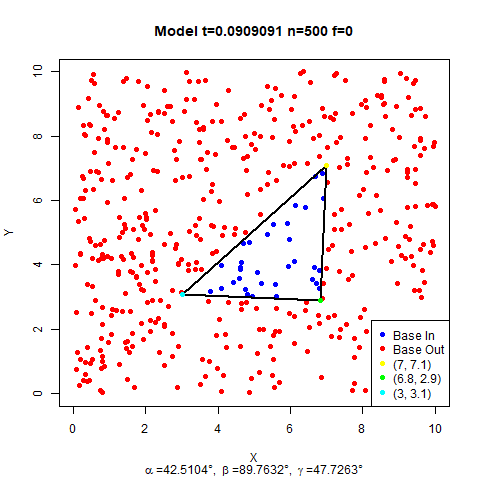 Model t=0.0909091 n=500 f=0
10
8
6
4
2
0
Y
Base In
Base Out
(7, 7.1)
(6.8, 2.9)
(3, 3.1)
0 2 4 6 8 10
X
α=42.5104°, β=89.7632°, γ=47.7263°